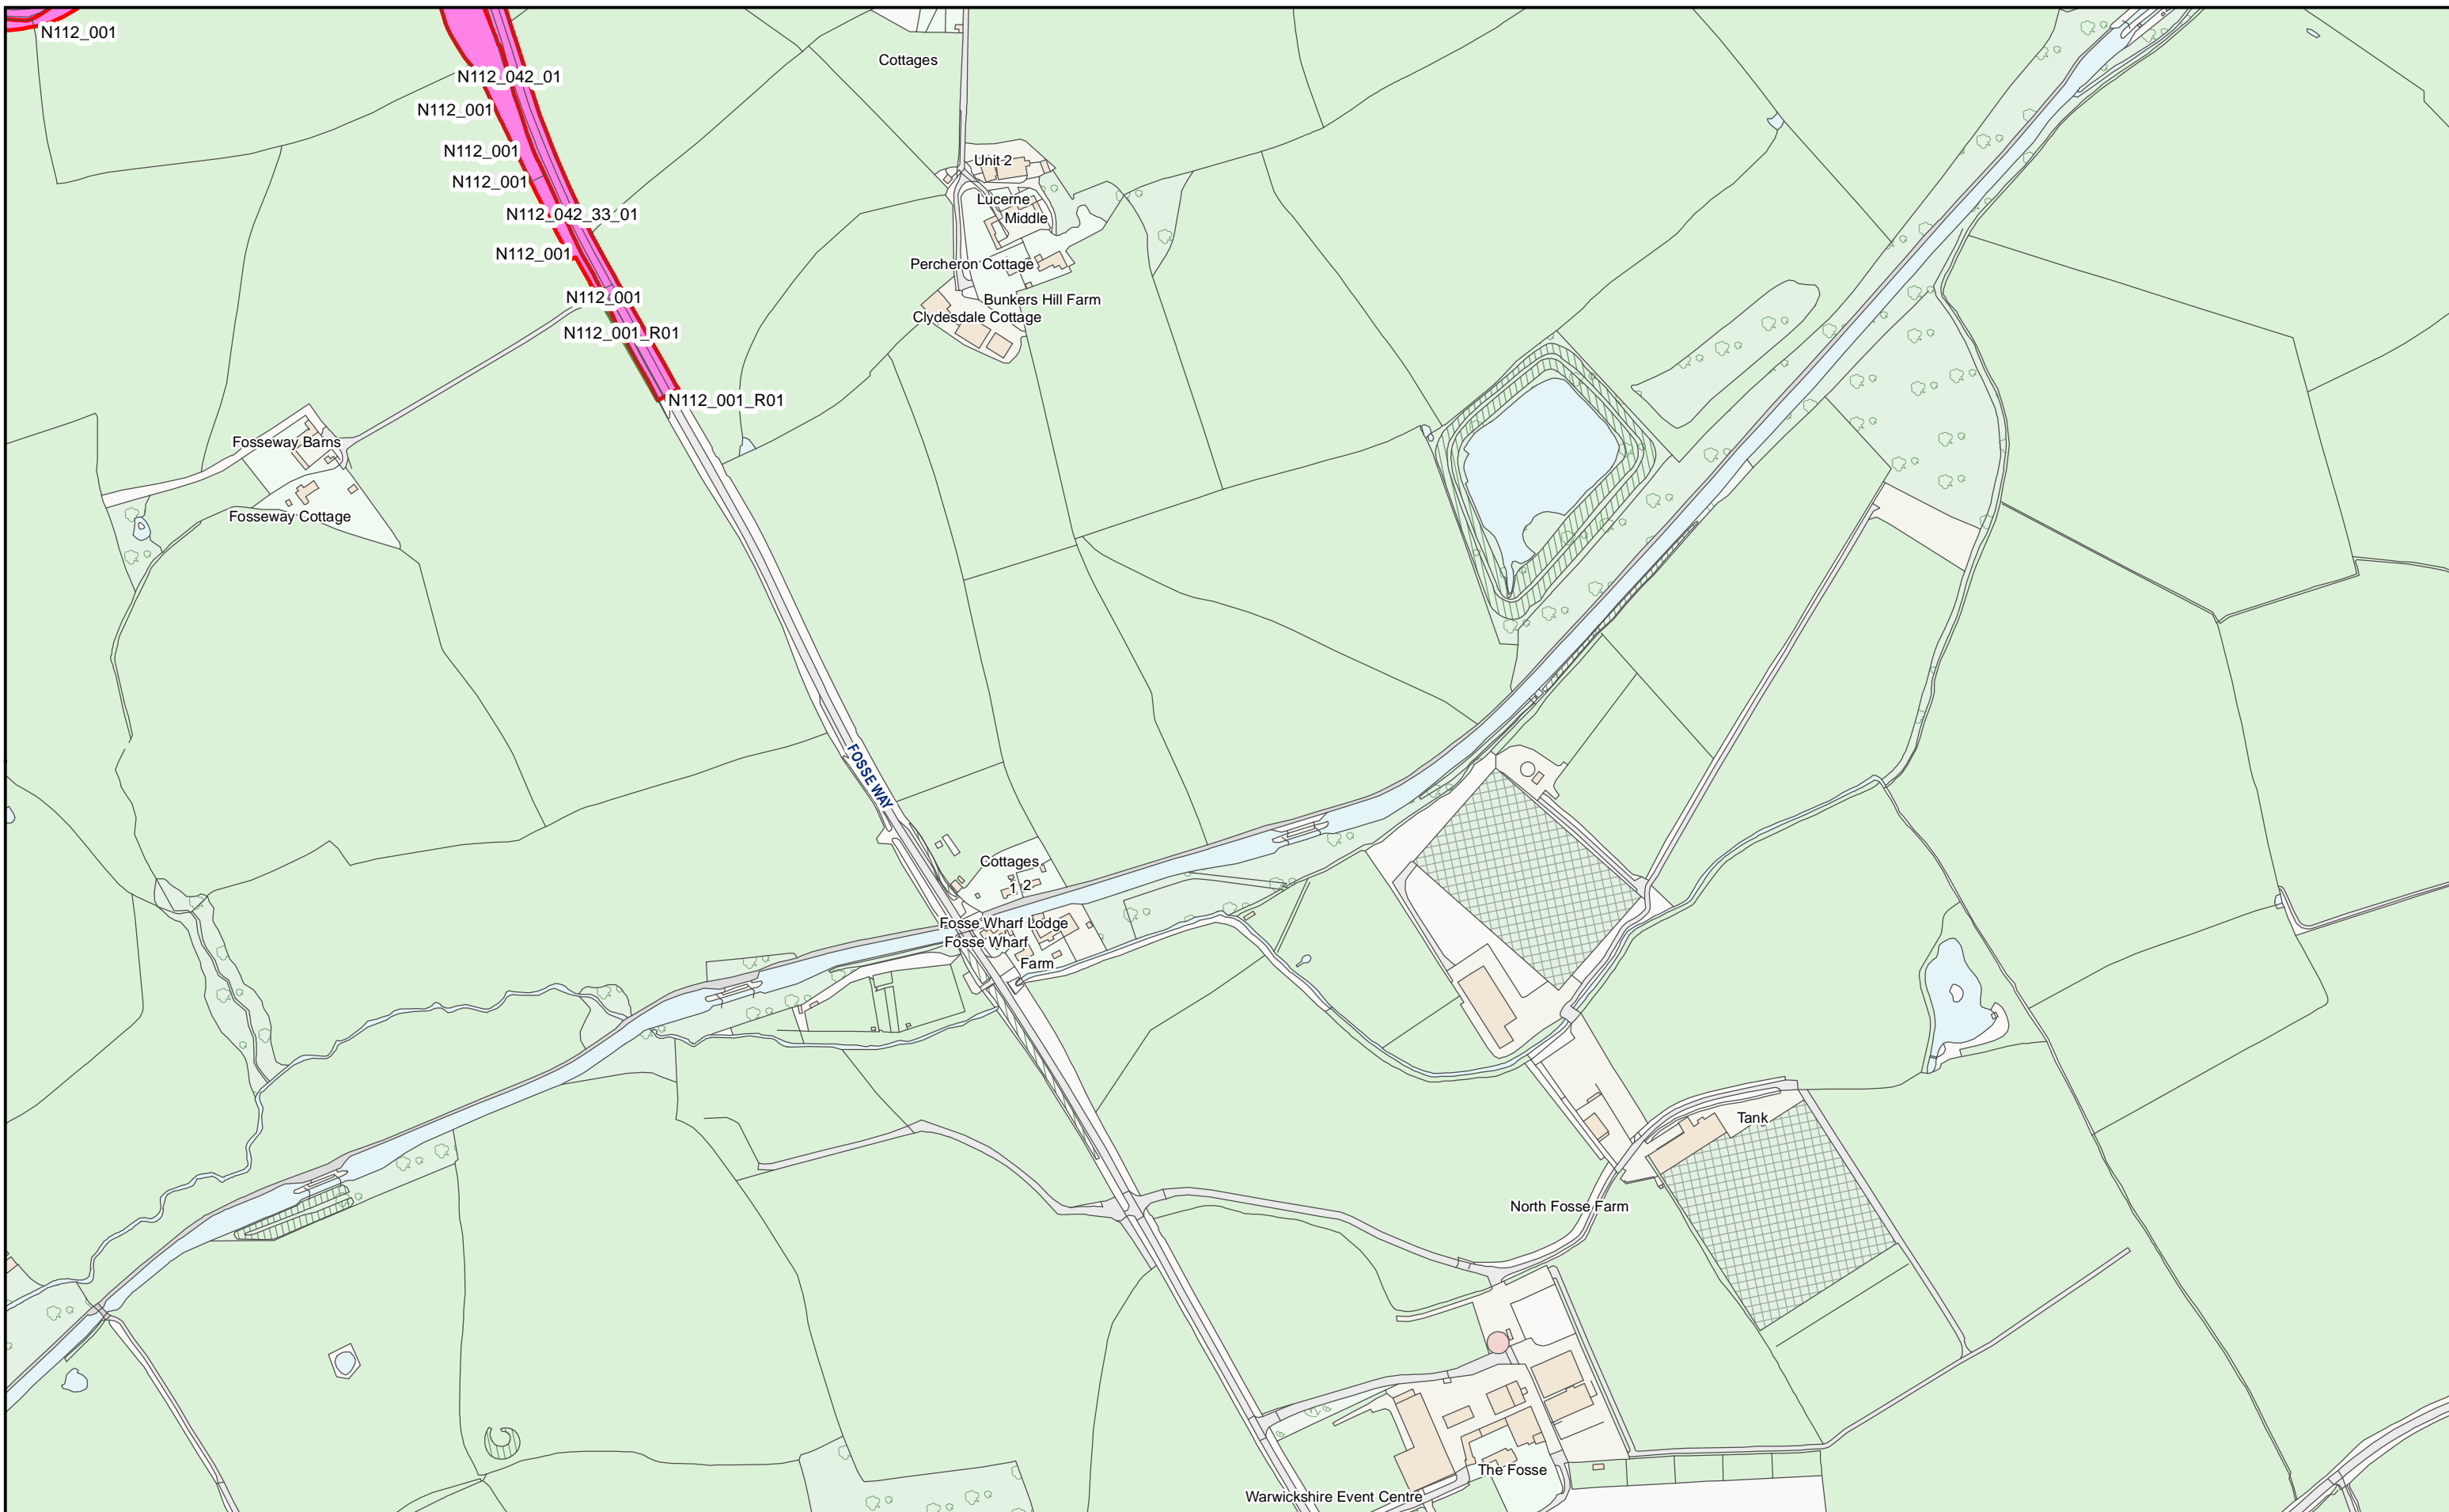 N112_001
Cottages
N112_042_01
N112_001
N112_001
Unit 2
N112_001
Lucerne
N112_042_33_01
Middle
N112_001
Percheron Cottage
N112_001
Bunkers Hill Farm
Clydesdale Cottage
N112_001_R01
N112_001_R01
Fosseway Barns
Fosseway Cottage
FOSSE WAY
Cottages
1, 2
Fosse Wharf Lodge
Fosse Wharf
Farm
Tank
North Fosse Farm
The Fosse
Warwickshire Event Centre